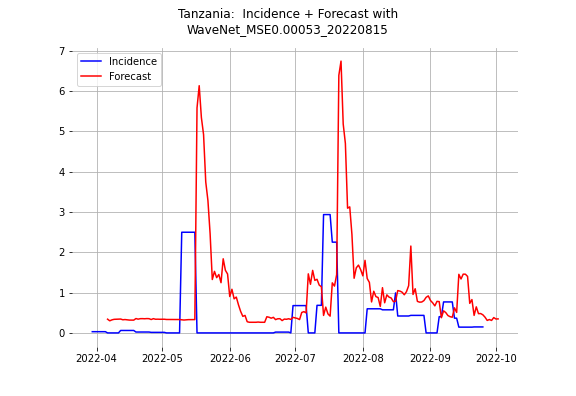 Tanzania:  Incidence + Forecast with
WaveNet_MSE0.00053_20220815
Incidence
Forecast
7
6
5
4
3
2
1
0
2022-04 2022-05 2022-06 2022-07 2022-08 2022-09 2022-10